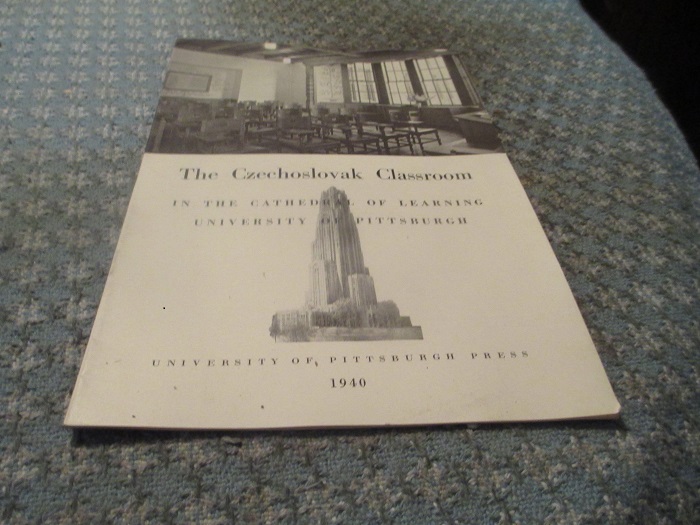 The Czechoslovak Classroom
IN THE CATHEDRAL OF LEARNING
UNIVERSITY OF PITTSBURGH
UNIVERSITY OF PITTSBURGH PRESS
1940